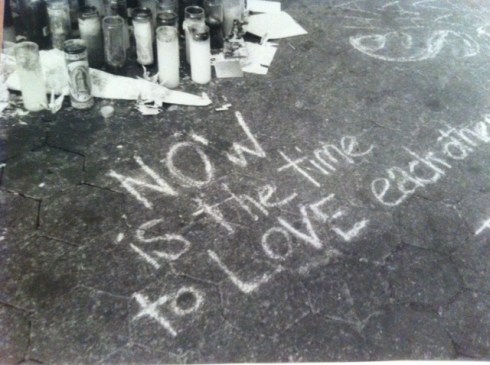 NOW
is the time
to LOVE each other